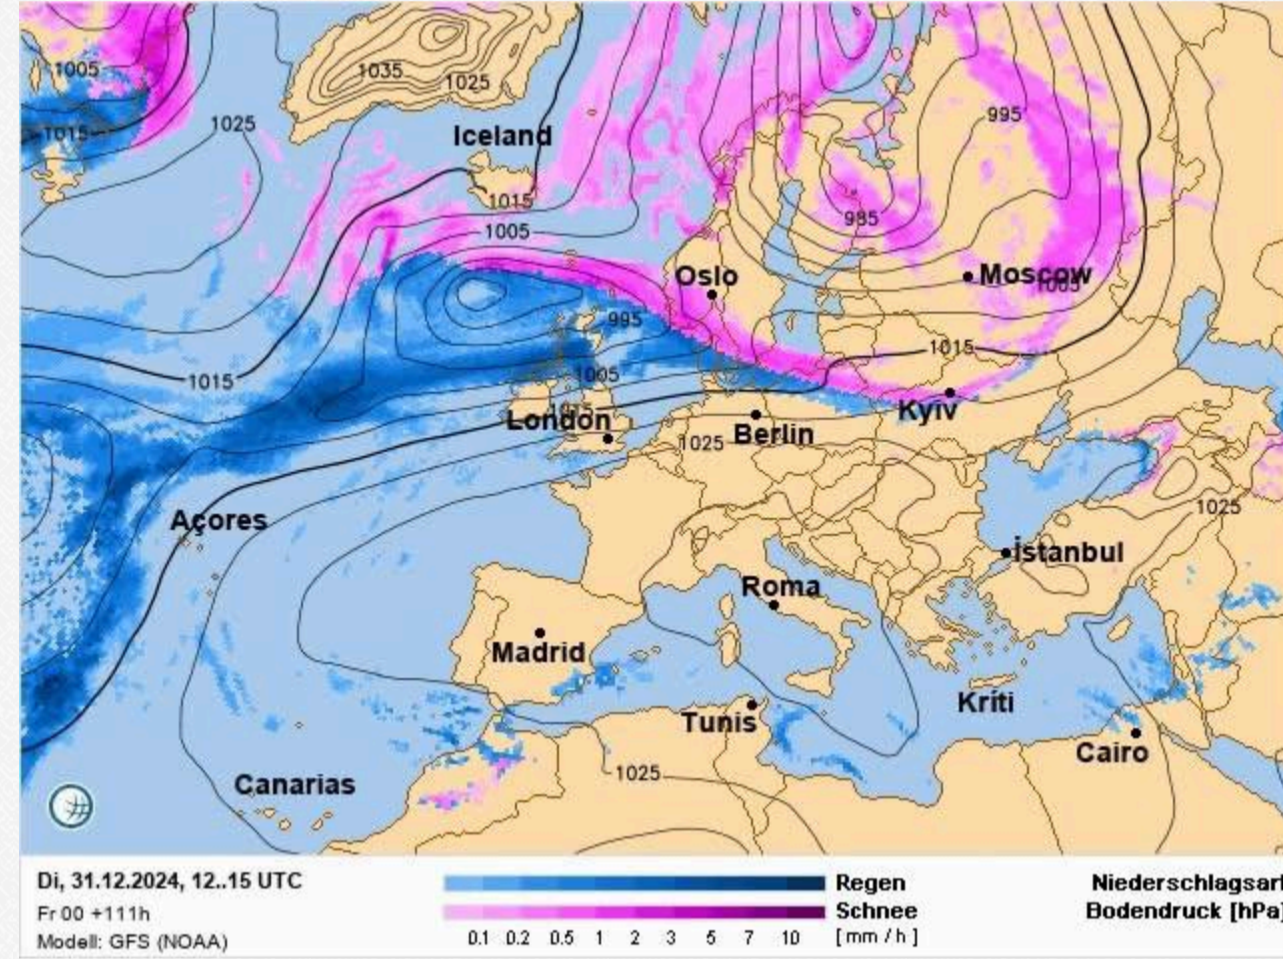 1005
1035
1025
1015
1025
995
Iceland
1015
985
1005
Oslo
Moscow
1005
995
1015
1015
1005
London
Kyiv
1025
Berlin
1025
Açores
İstanbul
Roma
Madrid
Kríti
Tunis
Cairo
1025
Canarias
Di, 31.12.2024, 12..15 UTC
Regen
Niederschlagsar
Fr 00 +111h
Schnee
Bodendruck [hPa]
Modell: GFS (NOAA)
0.1 0.2 0.5 1 2 3 5 7 10 [mm/h]